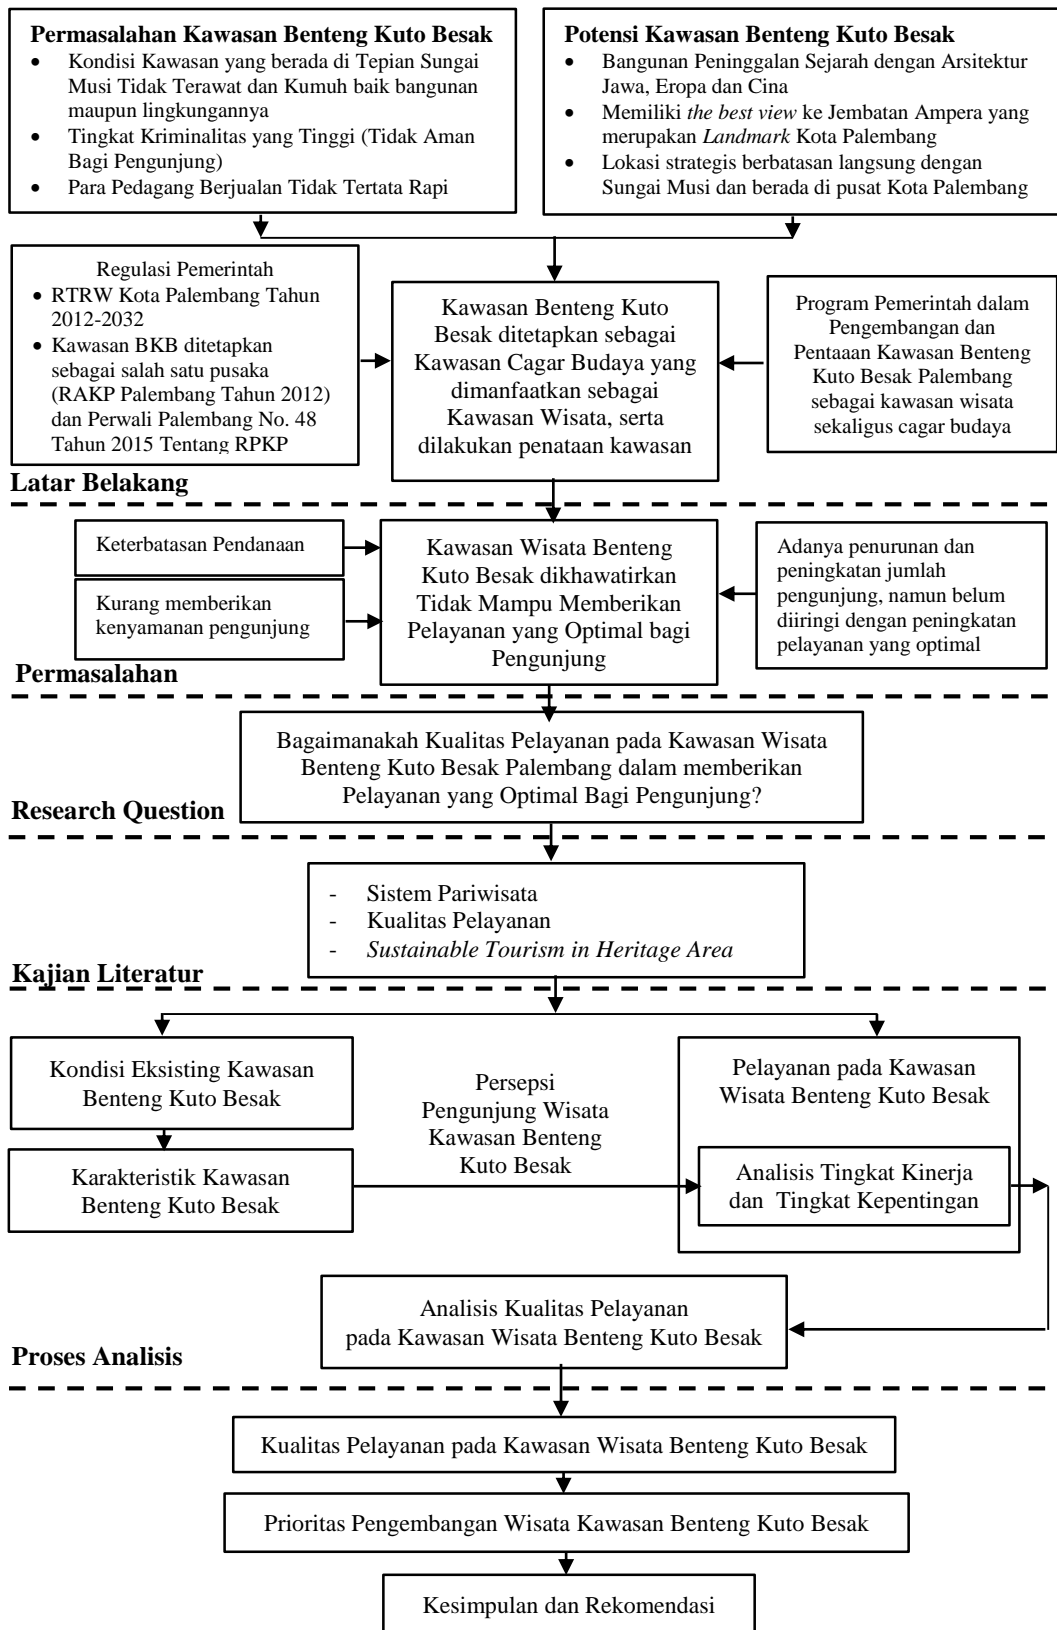 Permasalahan Kawasan Benteng Kuto Besak
• Kondisi Kawasan yang berada di Tepian Sungai
Musi Tidak Terawat dan Kumuh baik bangunan
maupun lingkungannya
• Tingkat Kriminalitas yang Tinggi (Tidak Aman
Bagi Pengunjung)
• Para Pedagang Berjualan Tidak Tertata Rapi
Potensi Kawasan Benteng Kuto Besak
• Bangunan Peninggalan Sejarah dengan Arsitektur
Jawa, Eropa dan Cina
• Memiliki the best view ke Jembatan Ampera yang
merupakan Landmark Kota Palembang
• Lokasi strategis berbatasan langsung dengan
Sungai Musi dan berada di pusat Kota Palembang
Regulasi Pemerintah
• RTRW Kota Palembang Tahun
2012-2032
• Kawasan BKB ditetapkan
sebagai salah satu pusaka
(RAKP Palembang Tahun 2012)
dan Perwali Palembang No. 48
Tahun 2015 Tentang RPKP
Kawasan Benteng Kuto
Besak ditetapkan sebagai
Kawasan Cagar Budaya yang
dimanfaatkan sebagai
Kawasan Wisata, serta
dilakukan penataan kawasan
Program Pemerintah dalam
Pengembangan dan
Pentaaan Kawasan Benteng
Kuto Besak Palembang
sebagai kawasan wisata
sekaligus cagar budaya
Latar Belakang
Keterbatasan Pendanaan
Kurang memberikan
kenyamanan pengunjung
Kawasan Wisata Benteng
Kuto Besak dikhawatirkan
Tidak Mampu Memberikan
Pelayanan yang Optimal bagi
Pengunjung
Adanya penurunan dan
peningkatan jumlah
pengunjung, namun belum
diiringi dengan peningkatan
pelayanan yang optimal
Permasalahan
Bagaimanakah Kualitas Pelayanan pada Kawasan Wisata
Benteng Kuto Besak Palembang dalam memberikan
Pelayanan yang Optimal Bagi Pengunjung?
Research Question
- Sistem Pariwisata
- Kualitas Pelayanan
- Sustainable Tourism in Heritage Area
Kajian Literatur
Kondisi Eksisting Kawasan
Benteng Kuto Besak
Karakteristik Kawasan
Benteng Kuto Besak
Persepsi
Pengunjung Wisata
Kawasan Benteng
Kuto Besak
Pelayanan pada Kawasan
Wisata Benteng Kuto Besak
Analisis Tingkat Kinerja
dan Tingkat Kepentingan
Analisis Kualitas Pelayanan
pada Kawasan Wisata Benteng Kuto Besak
Proses Analisis
Kualitas Pelayanan pada Kawasan Wisata Benteng Kuto Besak
Prioritas Pengembangan Wisata Kawasan Benteng Kuto Besak
Kesimpulan dan Rekomendasi